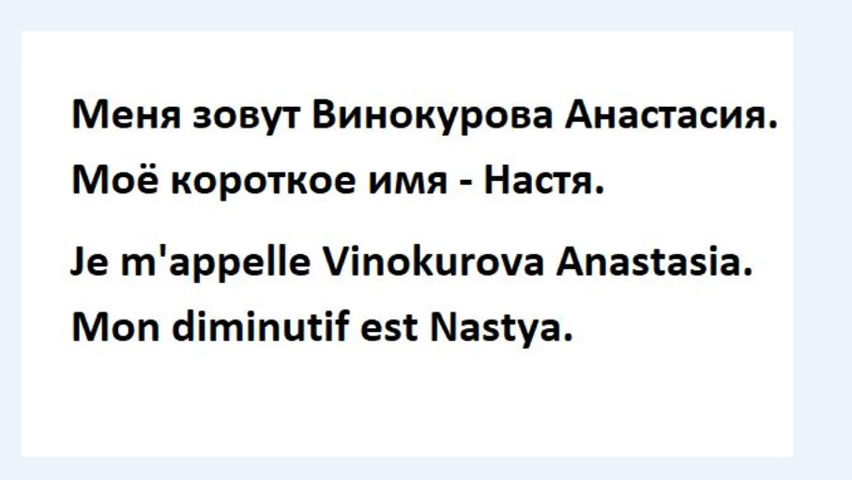 Меня зовут Винокурова Анастасия.
Моё короткое имя - Настя.
Je m'appelle Vinokurova Anastasia.
Mon diminutif est Nastya.